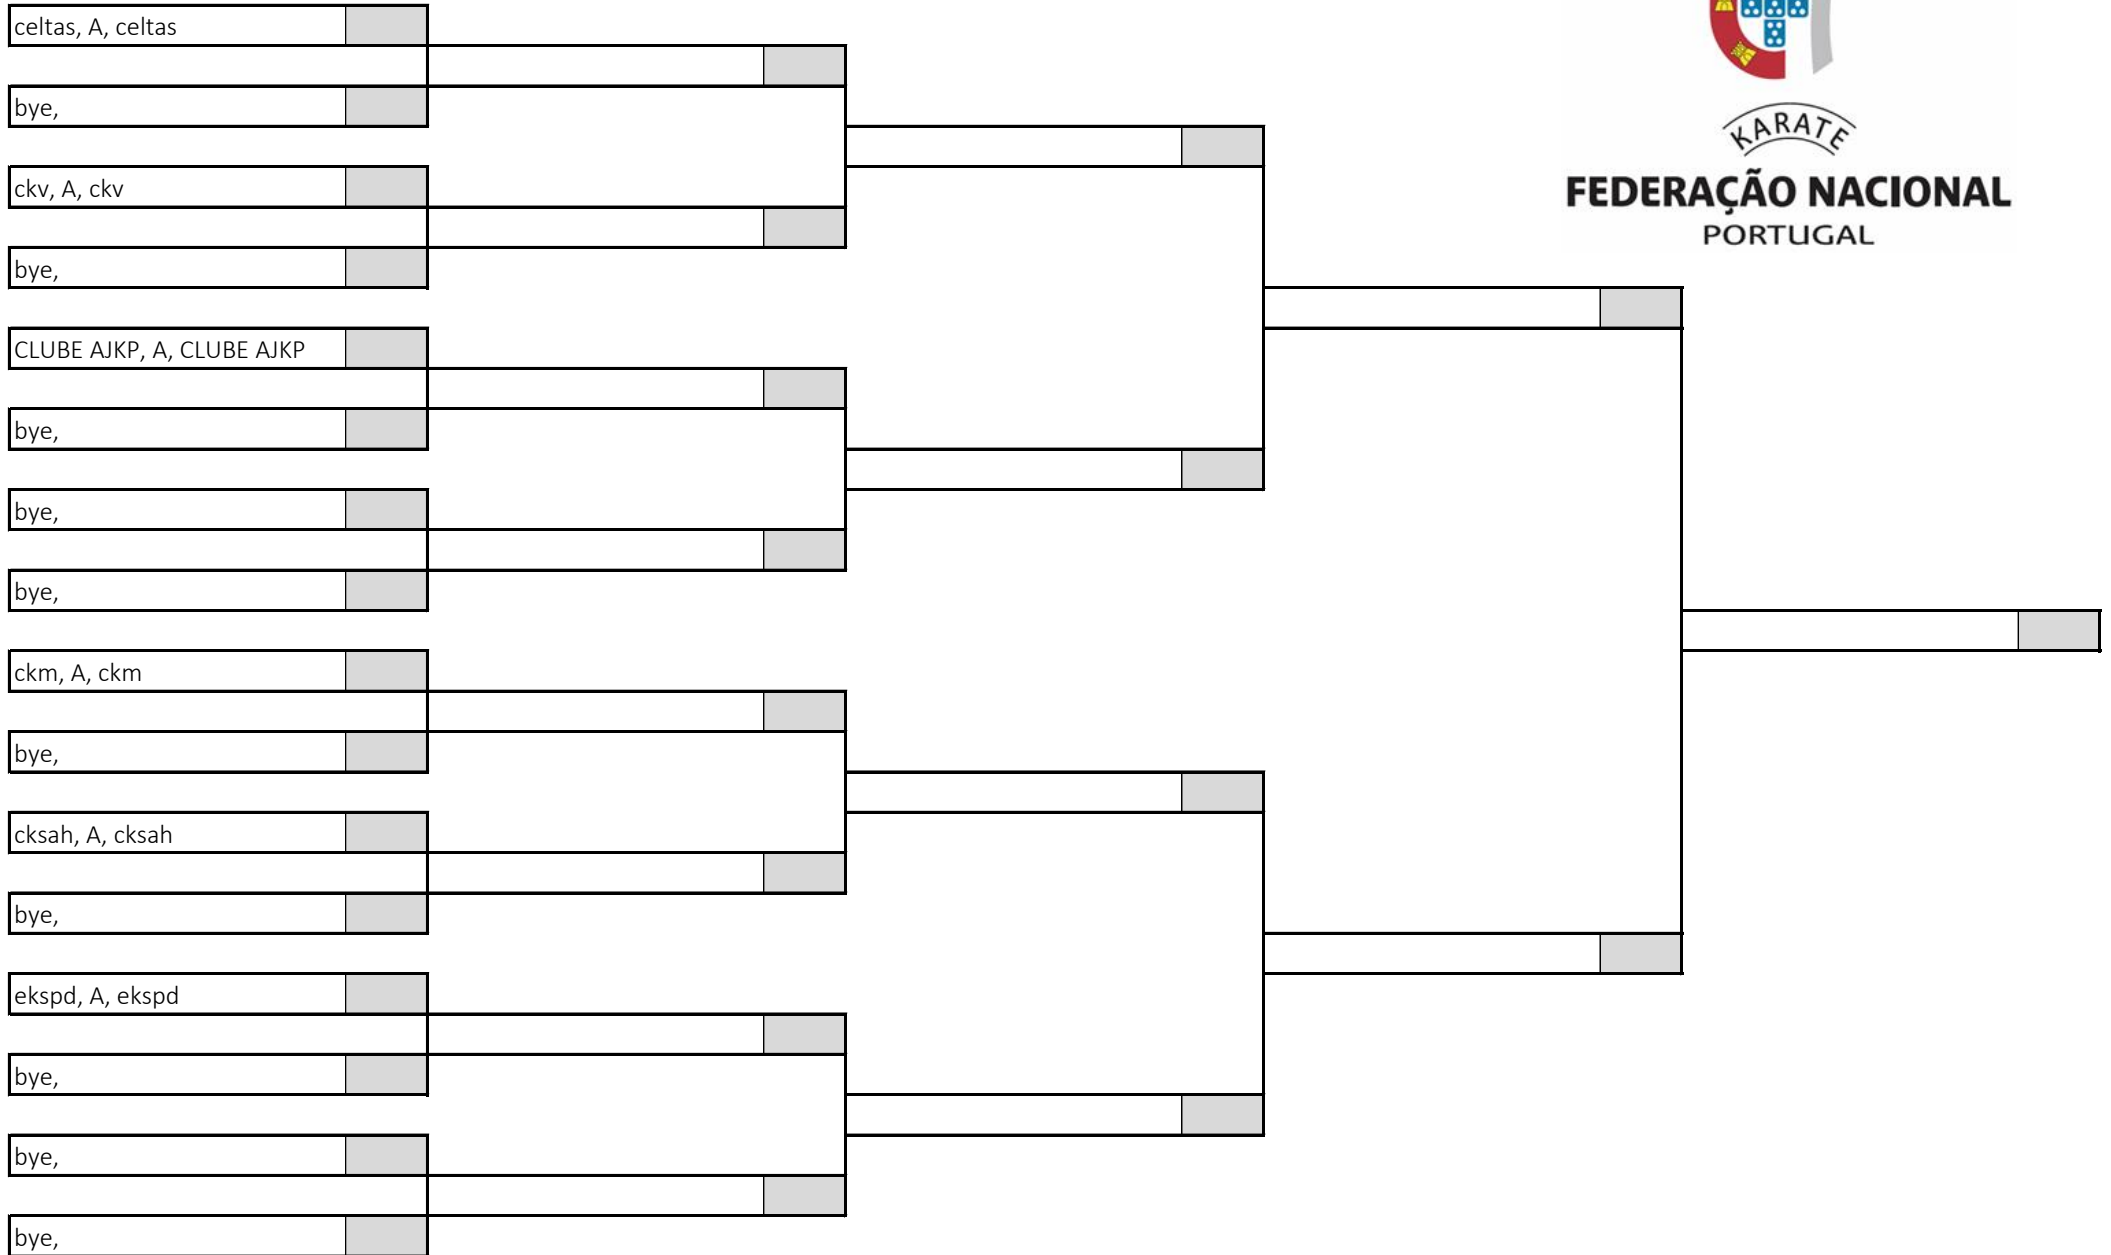 celtas, A, celtas
bye,
KARATE
ckv, A, ckv
FEDERAÇÃO NACIONAL
PORTUGAL
bye,
CLUBE AJKP, A, CLUBE AJKP
bye,
bye,
bye,
ckm, A, ckm
bye,
cksah, A, cksah
bye,
ekspd, A, ekspd
bye,
bye,
bye,